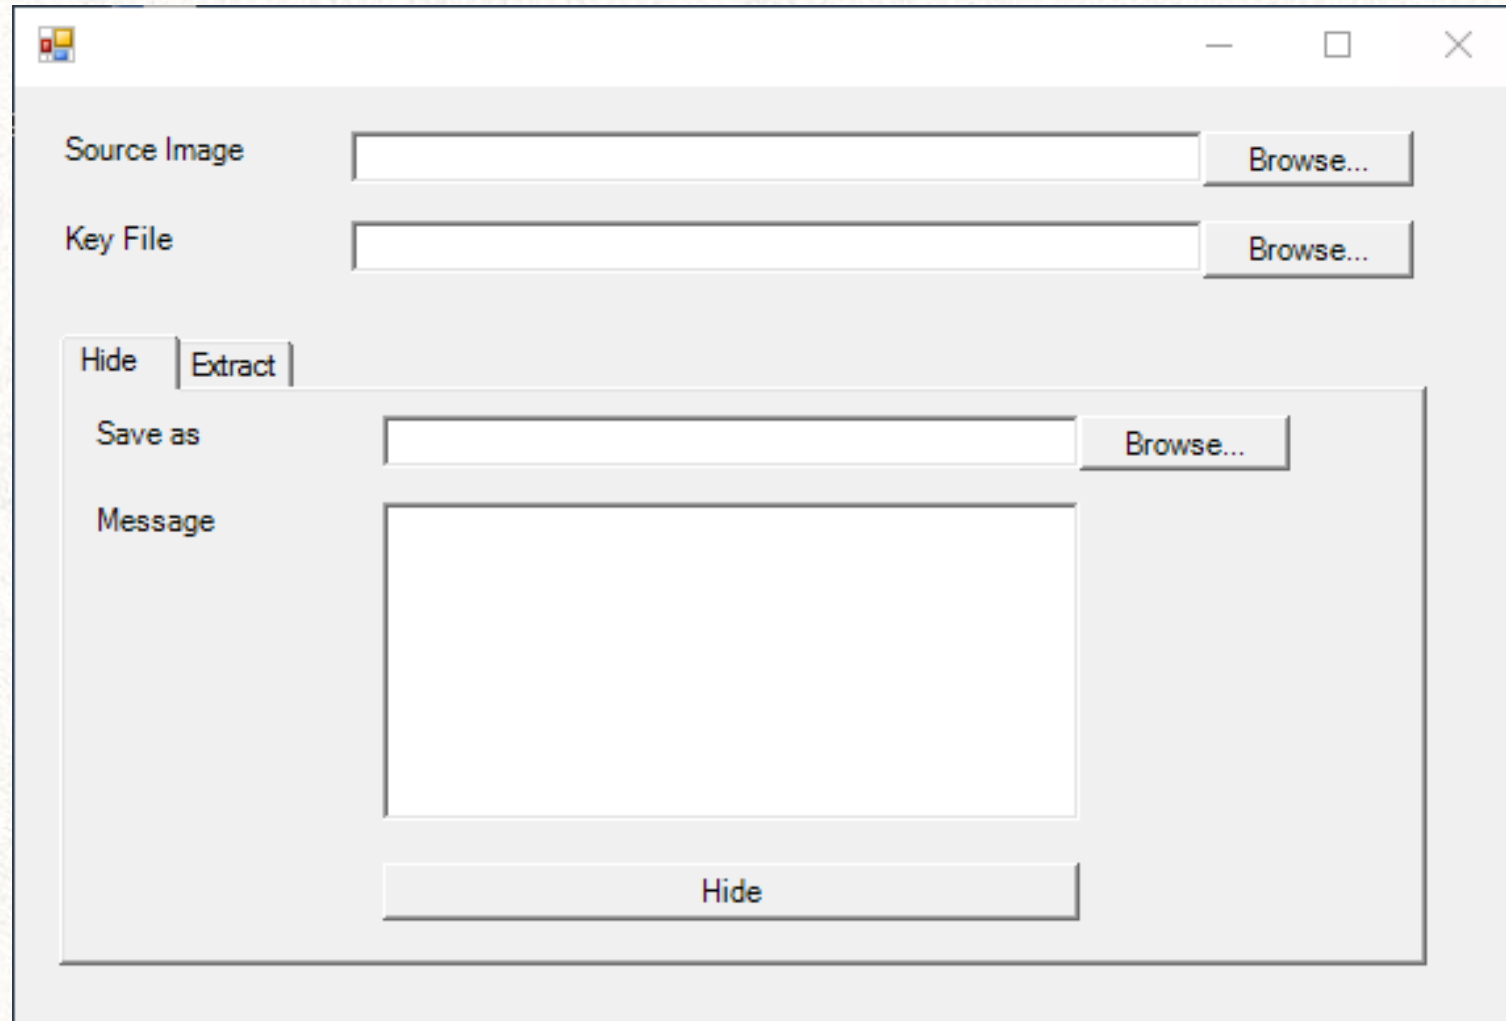 Source Image
Browse...
Key File
Browse...
Hide
Extract
Save as
Browse...
Message
Hide